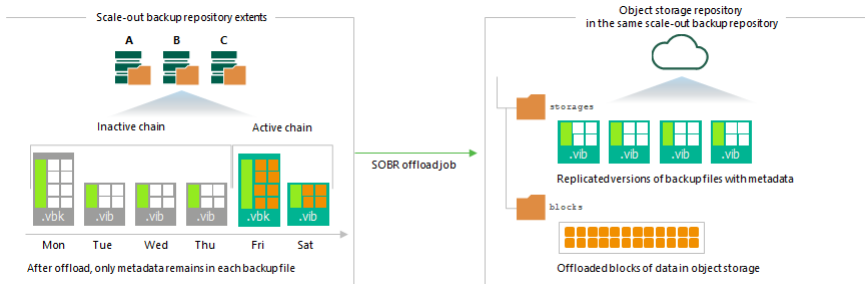 Scale-out backup repository extents
A B C
Inactive chain
Active chain
.vbk .vib .vib .vib .vbk .vib
Mon Tue Wed Thu Fri Sat
After offload, only metadata remains in each backup file
SOBR offload job
Object storage repository
in the same scale-out backup repository
storages
.vib .vib .vib .vib
Replicated versions of backup files with metadata
blocks
Offloaded blocks of data in object storage